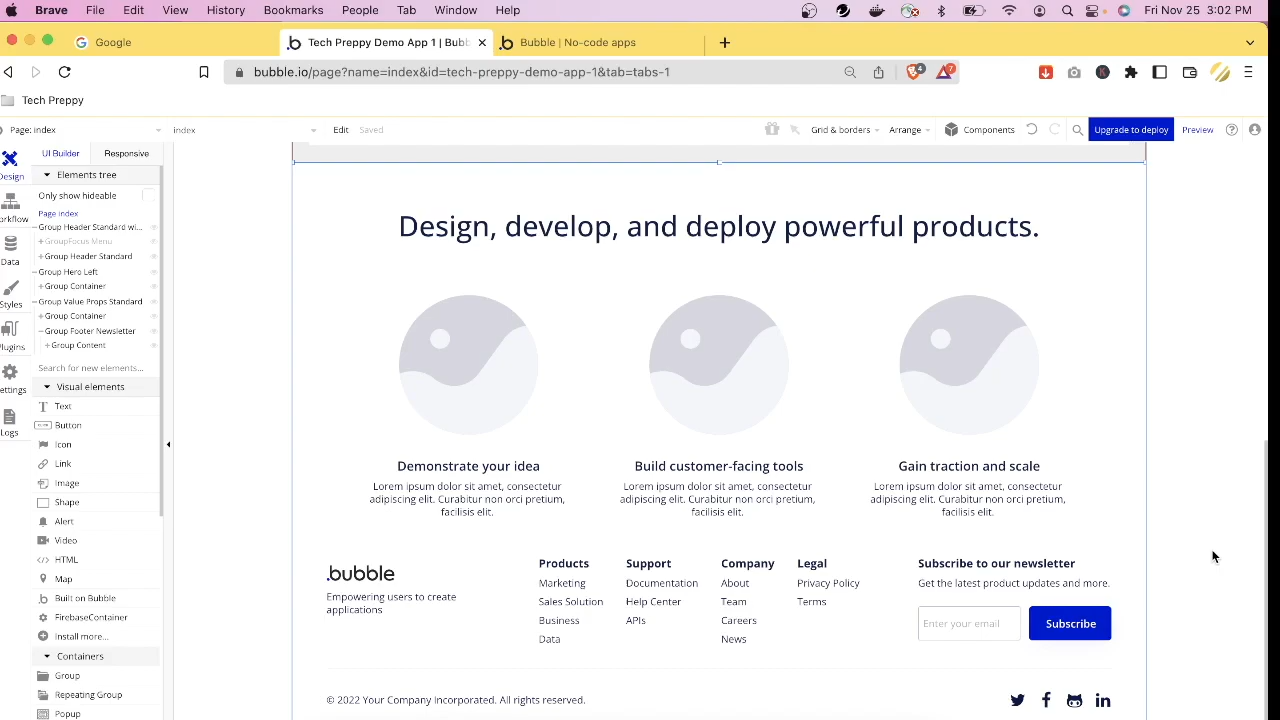 Brave File Edit View History Bookmarks People Tab Window Help Fri Nov 25 3:02 PM
Google Tech Preppy Demo App 1 | Bubb Bubble | No-code apps
bubble.io/page?name=index&id=tech-preppy-demo-app-1&tab=tabs-1 4 7
Tech Preppy
Page: index index Edit Saved Grid & borders Arrange Components Upgrade to deploy Preview
UI Builder Responsive
Design
Elements tree
Only show hideable
Page index
orkflow
Group Header Standard wi...
GroupFocus Menu
Group Header Standard
Data
Group Hero Left
Group Container
Styles
Group Value Props Standard
Group Container
Group Footer Newsletter
Plugins
Group Content
Search for new elements...
ettings
Visual elements
Text
Button
Logs
Icon
Link
Image
Shape
Alert
Video
HTML
Map
Built on Bubble
FirebaseContainer
Install more...
Containers
Group
Repeating Group
Popup
Design, develop, and deploy powerful products.
Demonstrate your idea
Lorem ipsum dolor sit amet, consectetur
adipiscing elit. Curabitur non orci pretium,
facilisis elit.
Build customer-facing tools
Lorem ipsum dolor sit amet, consectetur
adipiscing elit. Curabitur non orci pretium,
facilisis elit.
Gain traction and scale
Lorem ipsum dolor sit amet, consectetur
adipiscing elit. Curabitur non orci pretium,
facilisis elit.
.bubble
Empowering users to create
applications
Products
Marketing
Sales Solution
Business
Data
Support
Documentation
Help Center
APIs
Company
About
Team
Careers
News
Legal
Privacy Policy
Terms
Subscribe to our newsletter
Get the latest product updates and more.
Enter your email Subscribe
© 2022 Your Company Incorporated. All rights reserved.